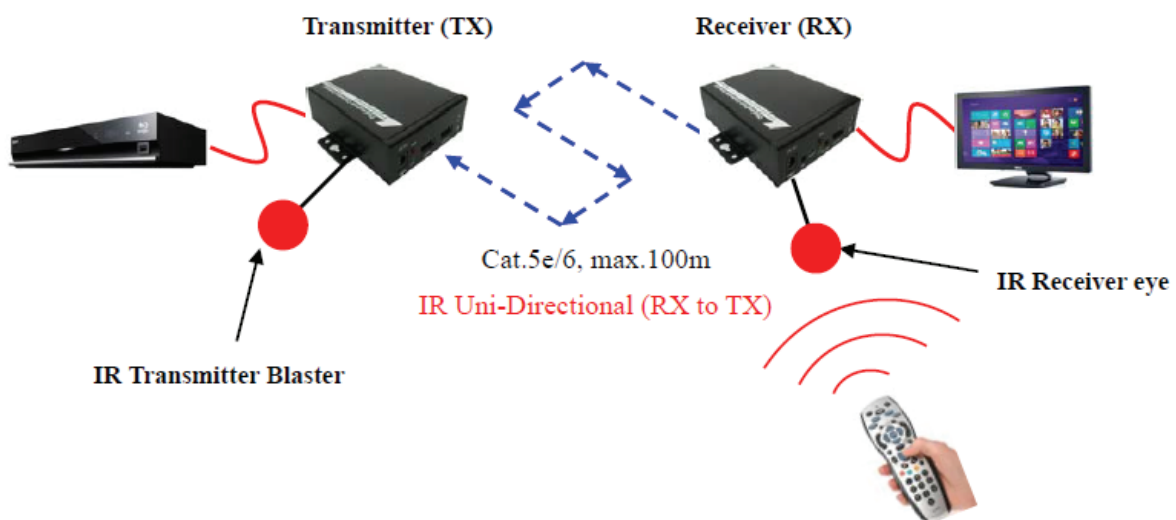 Transmitter (TX)
Receiver (RX)
Cat.5e/6, max.100m
IR Uni-Directional (RX to TX)
IR Receiver eye
IR Transmitter Blaster